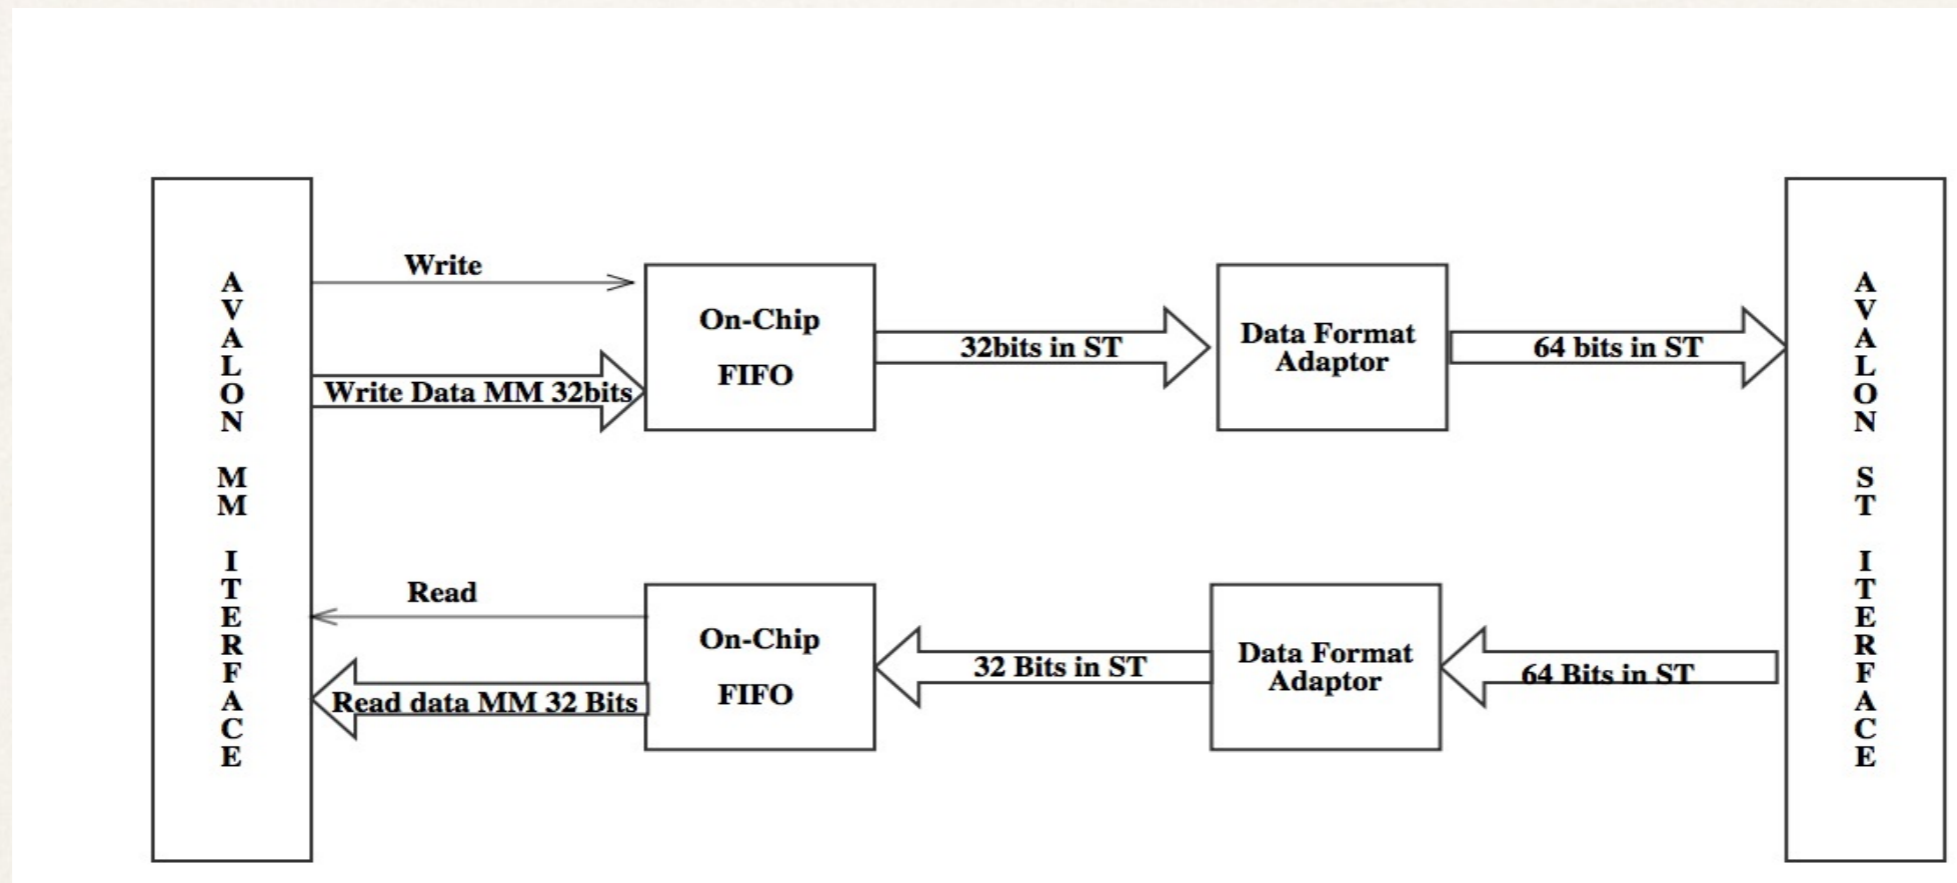 AVALON MM ITERFACE
Write
Write Data MM 32bits
On-Chip
FIFO
32bits in ST
Data Format
Adaptor
64 bits in ST
AVALON ST ITERFACE
Read
Read data MM 32 Bits
On-Chip
FIFO
32 Bits in ST
Data Format
Adaptor
64 Bits in ST